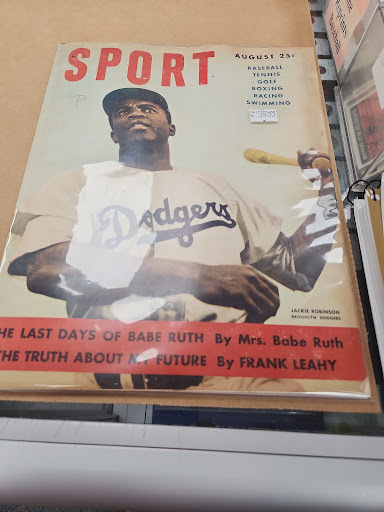 SPORT
AUGUST 25¢
BASEBALL
TENNIS
GOLF
BOXING
RACING
SWIMMING
Dodgers
JACKIE ROBINSON
BROOKLYN DODGERS
HE LAST DAYS OF BABE RUTH By Mrs. Babe Ruth
THE TRUTH ABOUT MY FUTURE By FRANK LEAHY